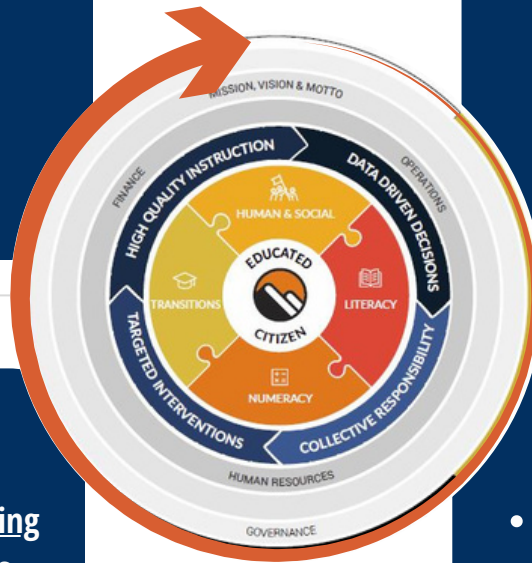 MISSION, VISION & MOTTO
FINANCE
OPERATIONS
HIGH QUALITY INSTRUCTION
DATA DRIVEN DECISIONS
HUMAN & SOCIAL
EDUCATED
TRANSITIONS
LITERACY
CITIZEN
NUMERACY
TARGETED INTERVENTIONS
COLLECTIVE RESPONSIBILITY
HUMAN RESOURCES
ing
GOVERNANCE
•